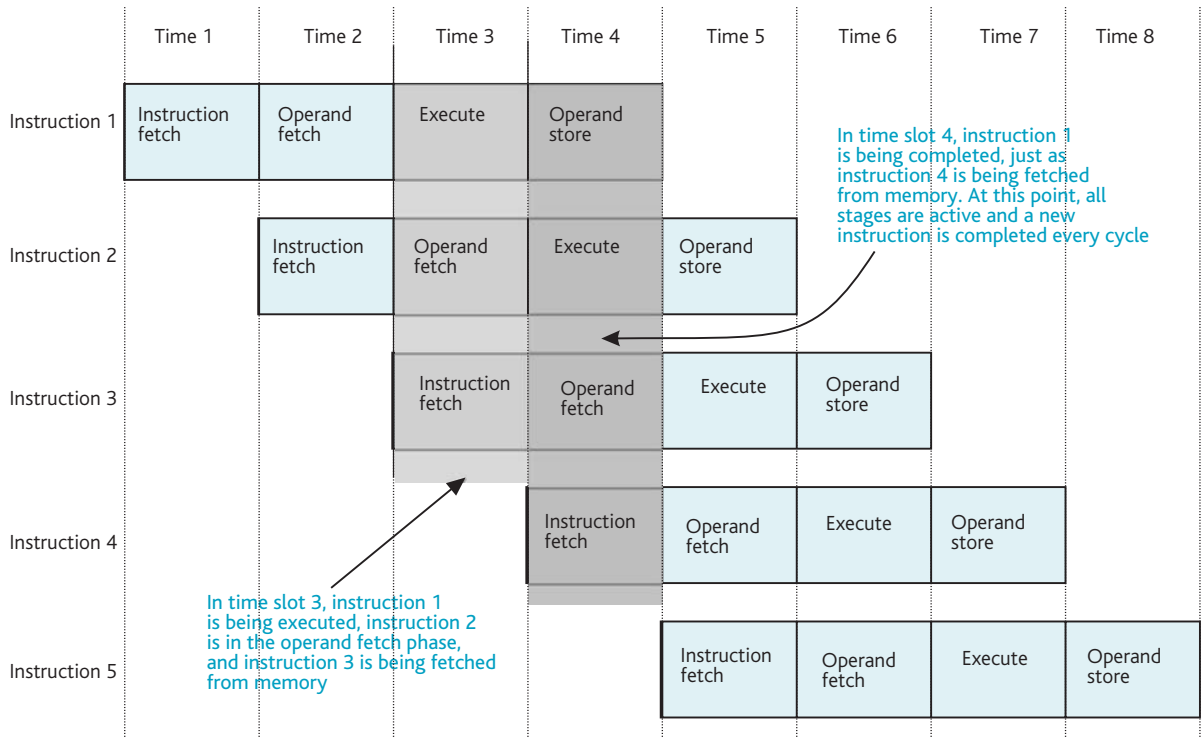 Time 1 Time 2 Time 3 Time 4 Time 5 Time 6 Time 7 Time 8
Instruction 1
Instruction
fetch
Operand
fetch
Execute
Operand
store
In time slot 4, instruction 1
is being completed, just as
instruction 4 is being fetched
from memory. At this point, all
stages are active and a new
instruction is completed every cycle
Instruction 2
Instruction
fetch
Operand
fetch
Execute
Operand
store
Instruction 3
Instruction
fetch
Operand
fetch
Execute
Operand
store
Instruction 4
Instruction
fetch
Operand
fetch
Execute
Operand
store
In time slot 3, instruction 1
is being executed, instruction 2
is in the operand fetch phase,
and instruction 3 is being fetched
from memory
Instruction 5
Instruction
fetch
Operand
fetch
Execute
Operand
store